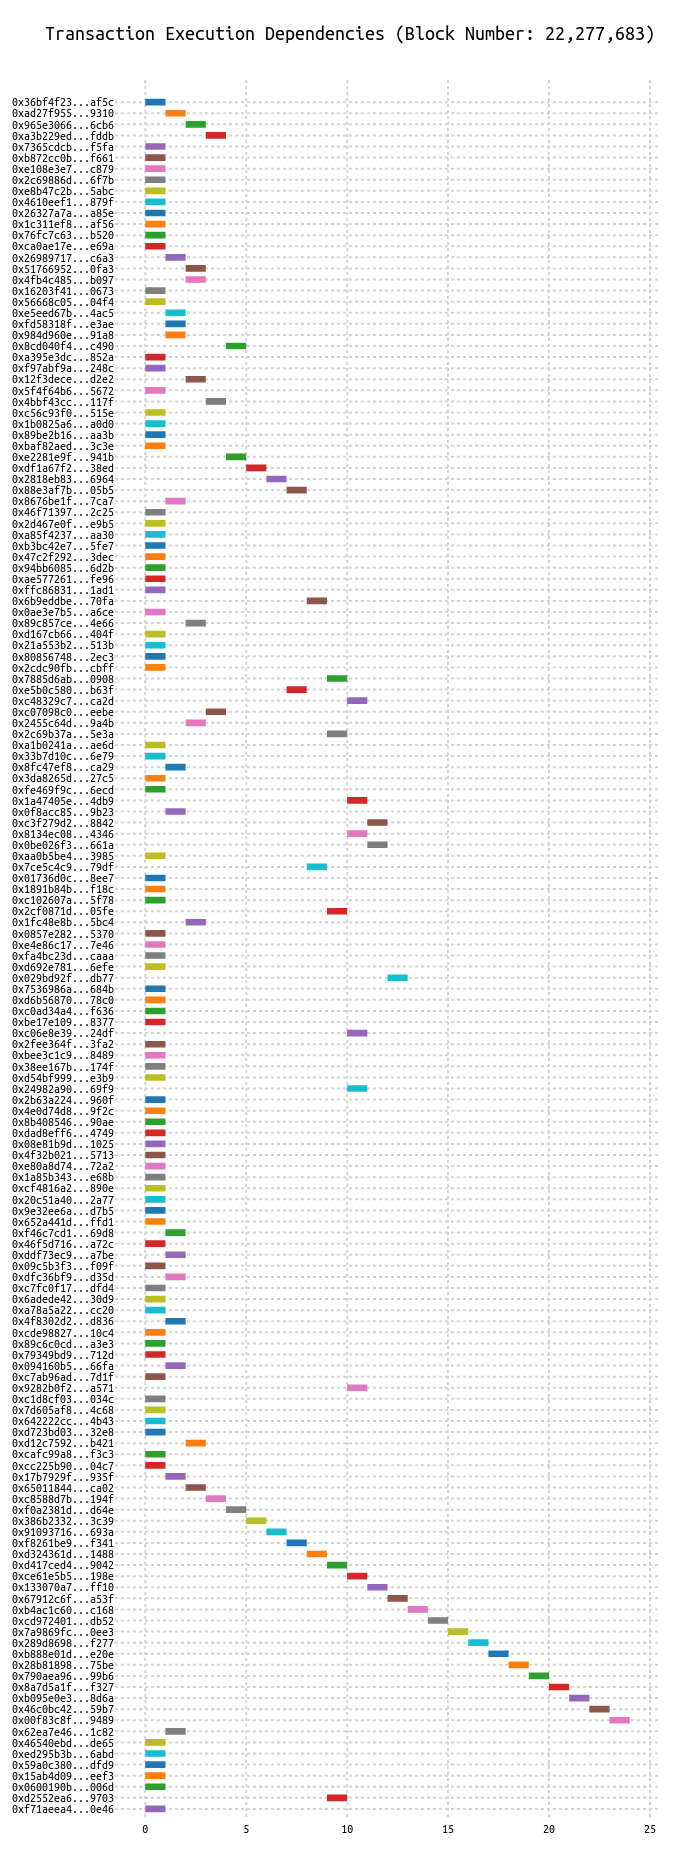 Transaction Execution Dependencies (Block Number: 22,277,683)
0x36bf4f23...af5c
0xad27f955...9310
0x965e3066...6cb6
0xa3b229ed...fddb
0x7365cdcb...f5fa
0xb872cc0b...f661
0xe108e3e7...c879
0x2c69886d...6f7b
0xe8b47c2b...5abc
0x4610eef1...879f
0x26327a7a...a85e
0x1c311ef8...af56
0x76fc7c63...b520
0xca0ae17e...e69a
0x26989717...c6a3
0x51766952...0fa3
0x4fb4c485...b097
0x16203f41...0673
0x56668c05...04f4
0xe5eed67b...4ac5
0xfd58318f...e3ae
0x984d960e...91a8
0x8cd040f4...c490
0xa395e3dc...852a
0xf97abf9a...248c
0x12f3dece...d2e2
0x5f4f64b6...5672
0x4bbf43cc...117f
0xc56c93f0...515e
0x1b0825a6...a0d0
0x89be2b16...aa3b
0xbaf82aed...3c3e
0xe2281e9f...941b
0xdf1a67f2...38ed
0x2818eb83...6964
0x88e3af7b...05b5
0x8676be1f...7ca7
0x46f71397...2c25
0x2d467e0f...e9b5
0xa85f4237...aa30
0xb3bc42e7...5fe7
0x47c2f292...3dec
0x94bb6085...6d2b
0xae577261...fe96
0xffc86831...1ad1
0x6b9eddbe...70fa
0x0ae3e7b5...a6ce
0x89c857ce...4e66
0xd167cb66...404f
0x21a553b2...513b
0x80856748...2ec3
0x2cdc90fb...cbff
0x7885d6ab...0908
0xe5b0c580...b63f
0xc48329c7...ca2d
0xc07098c0...eebe
0x2455c64d...9a4b
0x2c69b37a...5e3a
0xa1b0241a...ae6d
0x33b7d10c...6e79
0x8fc47ef8...ca29
0x3da8265d...27c5
0xfe469f9c...6ecd
0x1a47405e...4db9
0x0f8acc85...9b23
0xc3f279d2...8842
0x8134ec08...4346
0x0be026f3...661a
0xaa0b5be4...3985
0x7ce5c4c9...79df
0x01736d0c...8ee7
0x1891b84b...f18c
0xc102607a...5f78
0x2cf0871d...05fe
0x1fc48e8b...5bc4
0x0857e282...5370
0xe4e86c17...7e46
0xfa4bc23d...caaa
0xd692e781...6efe
0x029bd92f...db77
0x7536986a...684b
0xd6b56870...78c0
0xc0ad34a4...f636
0xbe17e109...8377
0xc06e8e39...24df
0x2fee364f...3fa2
0xbee3c1c9...8489
0x38ee167b...174f
0xd54bf999...e3b9
0x24982a90...69f9
0x2b63a224...960f
0x4e0d74d8...9f2c
0x8b408546...90ae
0xdad8eff6...4749
0x08e81b9d...1025
0x4f32b021...5713
0xe80a8d74...72a2
0x1a85b343...e68b
0xcf4816a2...890e
0x20c51a40...2a77
0x9e32ee6a...d7b5
0x652a441d...ffd1
0xf46c7cd1...69d8
0x46f5d716...a72c
0xddf73ec9...a7be
0x09c5b3f3...f09f
0xdfc36bf9...d35d
0xc7fc0f17...dfd4
0x6adede42...30d9
0xa78a5a22...cc20
0x4f8302d2...d836
0xcde98827...10c4
0x89c6c0cd...a3e3
0x79349bd9...712d
0x094160b5...66fa
0xc7ab96ad...7d1f
0x9282b0f2...a571
0xc1d8cf03...034c
0x7d605af8...4c68
0x642222cc...4b43
0xd723bd03...32e8
0xd12c7592...b421
0xcafc99a8...f3c3
0xcc225b90...04c7
0x17b7929f...935f
0x65011844...ca02
0xc8588d7b...194f
0xf0a2381d...d64e
0x386b2332...3c39
0x91093716...693a
0xf8261be9...f341
0xd324361d...1488
0xd417ced4...9042
0xce61e5b5...198e
0x133070a7...ff10
0x67912c6f...a53f
0xb4ac1c60...c168
0xcd972401...db52
0x7a9869fc...0ee3
0x289d8698...f277
0xb888e01d...e20e
0x28b81898...75be
0x790aea96...99b6
0x8a7d5a1f...f327
0xb095e0e3...8d6a
0x46c0bc42...59b7
0x00f83c8f...9489
0x62ea7e46...1c82
0x46540ebd...de65
0xed295b3b...6abd
0x59a0c380...dfd9
0x15ab4d09...eef3
0x0600190b...006d
0xd2552ea6...9703
0xf71aeea4...0e46
0 5 10 15 20 25